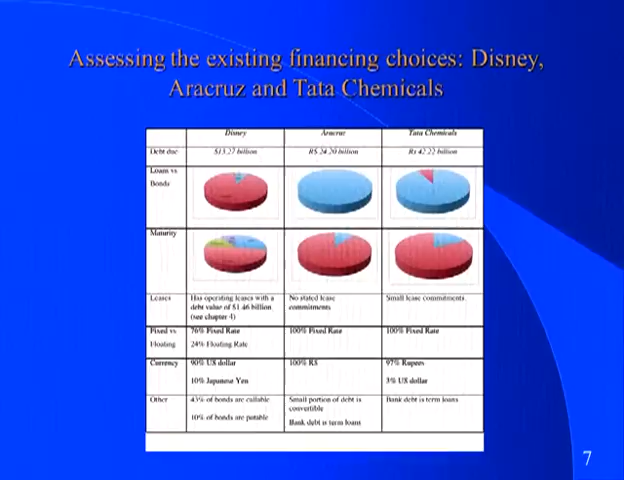 Assessing the existing financing choices: Disney,
Aracruz and Tata Chemicals
Disney Aracruz Tata Chemicals
Debt due $13.27 billion R$ 24.20 billion Rs 42.22 billion
Loans vs
Bonds
Maturity
Leases Has operating leases with a No stated lease Small lease commitments.
debt value of $1.46 billion commitments
(see chapter 4)
Fixed vs 76% Fixed Rate 100% Fixed Rate 100% Fixed Rate
Floating 24% Floating Rate
Currency 90% US dollar 100% R$ 97% Rupees
10% Japanese Yen 3% US dollar
Other 43% of bonds are callable Small portion of debt is Bank debt is term loans
convertible
10% of bonds are putable
Bank debt is term loans
7